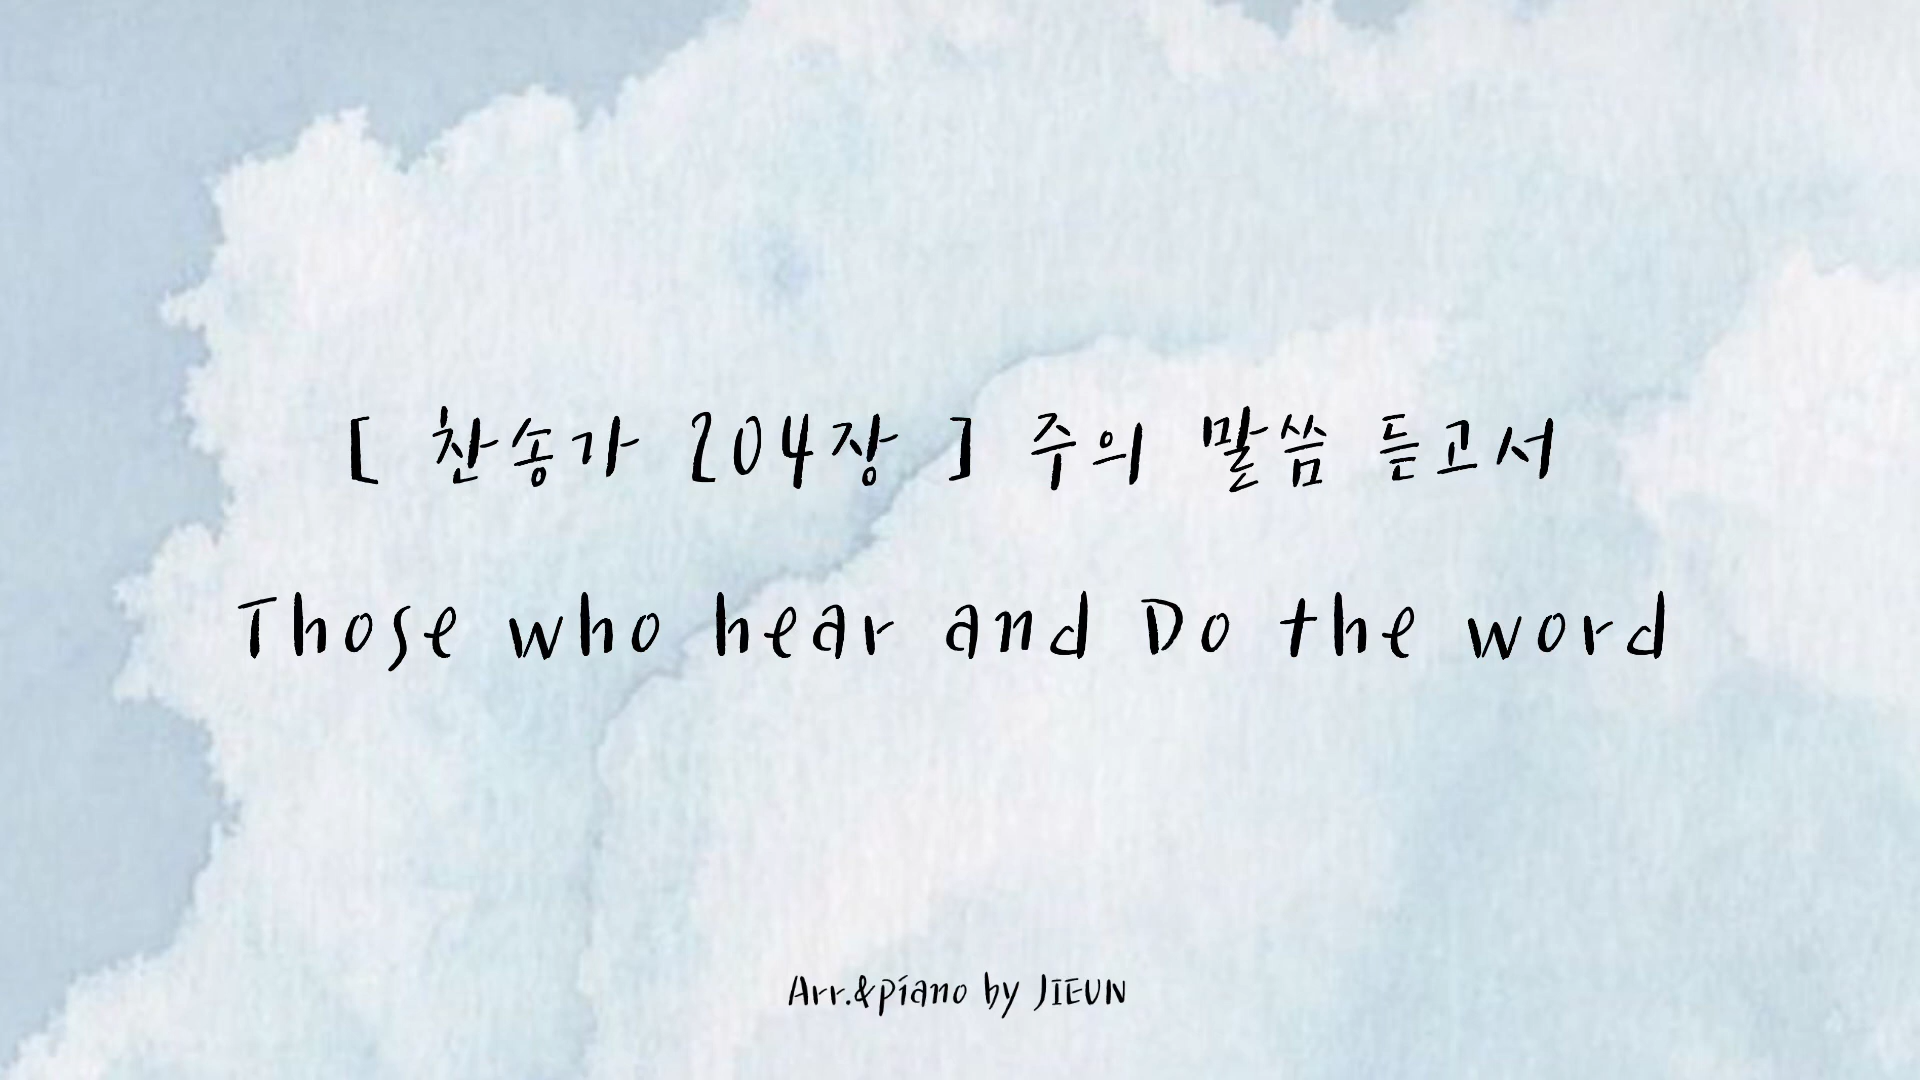 [ 찬송가 204장 ] 주의 말씀 듣고서
Those who hear and Do the word
Arr.&piano by JIEUN